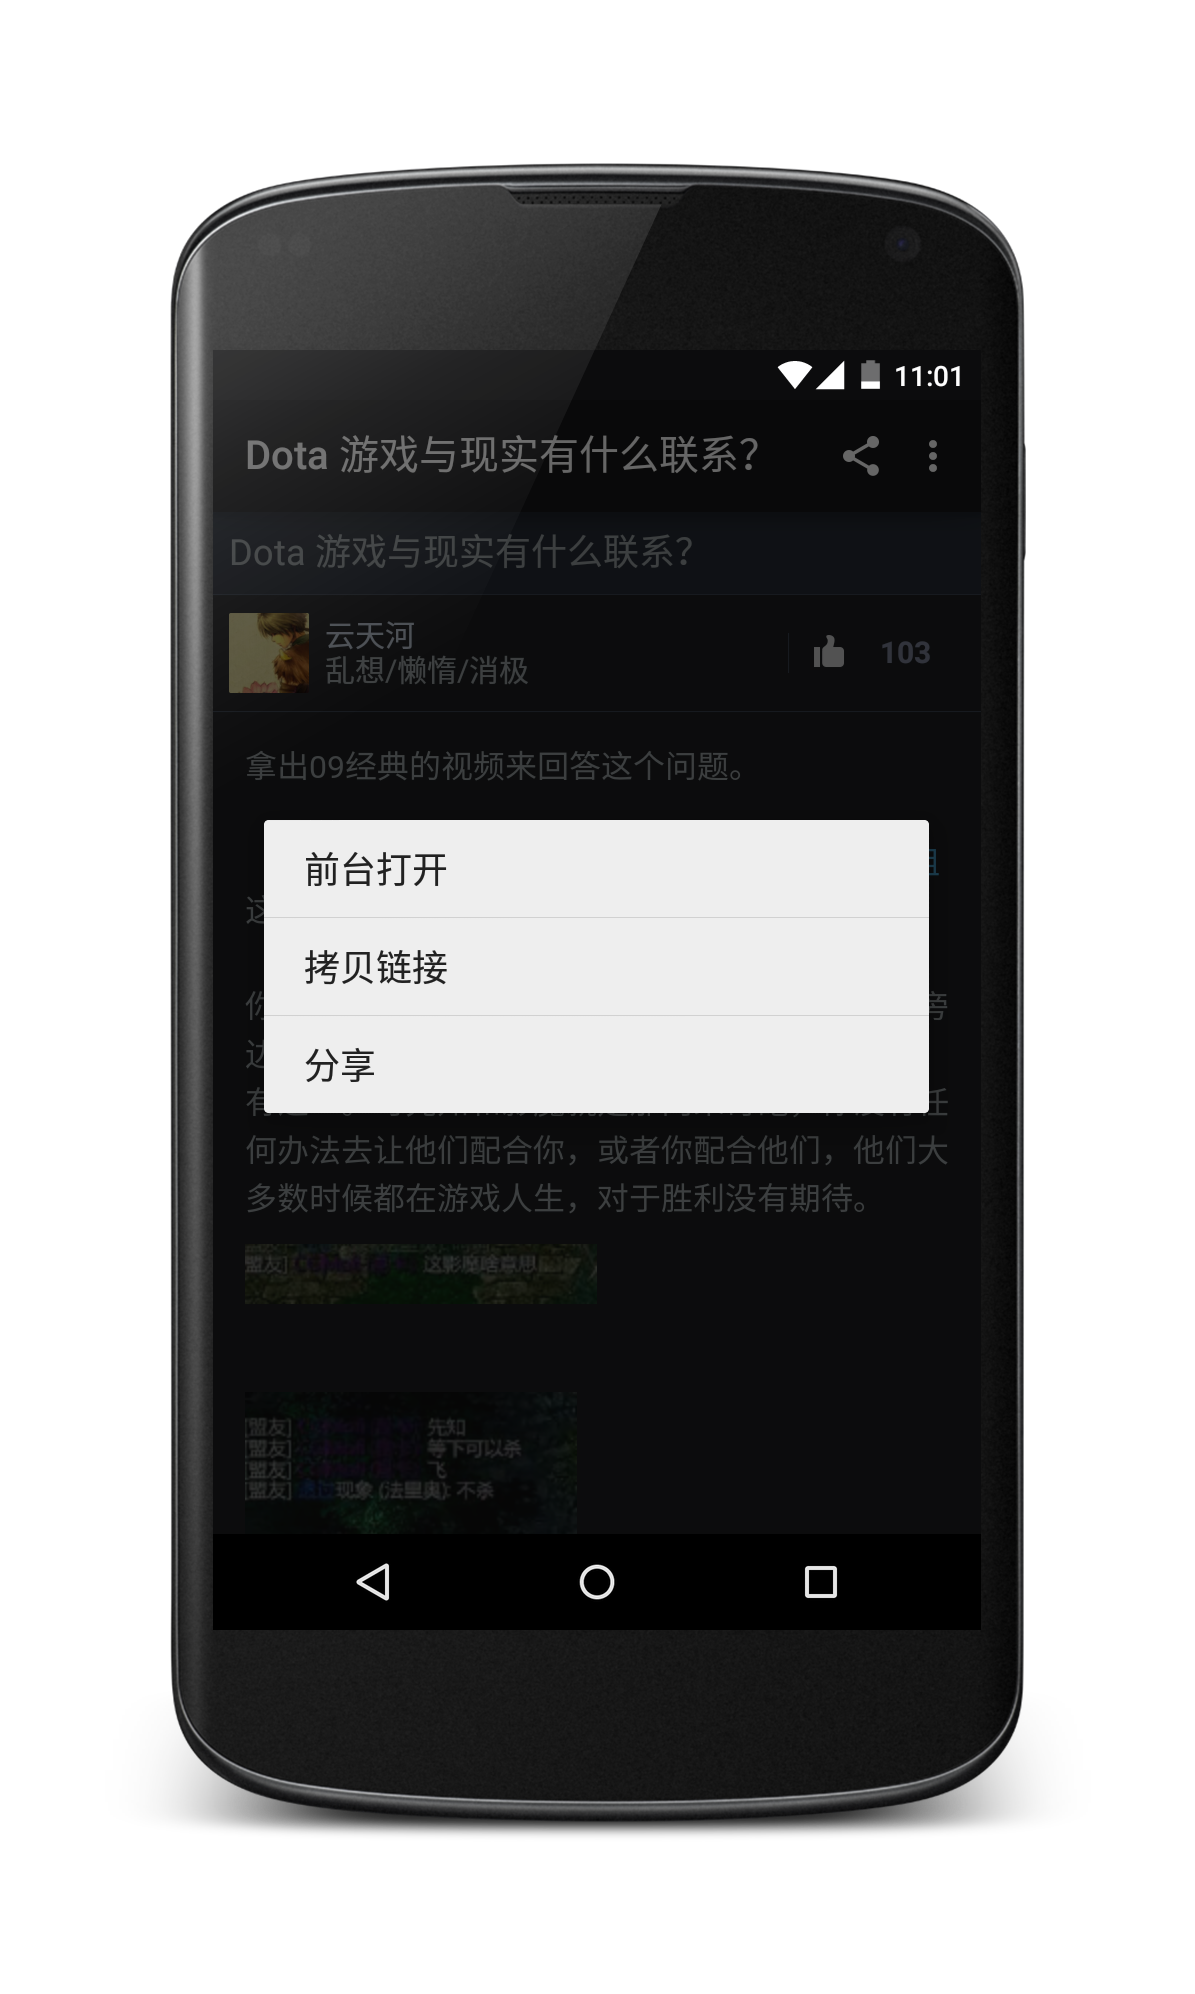 11:01
Dota 游戏与现实有什么联系？
Dota 游戏与现实有什么联系？
云天河
乱想/懒惰/消极
103
拿出09经典的视频来回答这个问题。
前台打开
拷贝链接
分享
何办法去让他们配合你，或者你配合他们，他们大
多数时候都在游戏人生，对于胜利没有期待。
盟友] 这影魔啥意思
[盟友] 先知
[盟友] 等下可以杀
[盟友] 飞
[盟友] 现象 (法里奥): 不杀